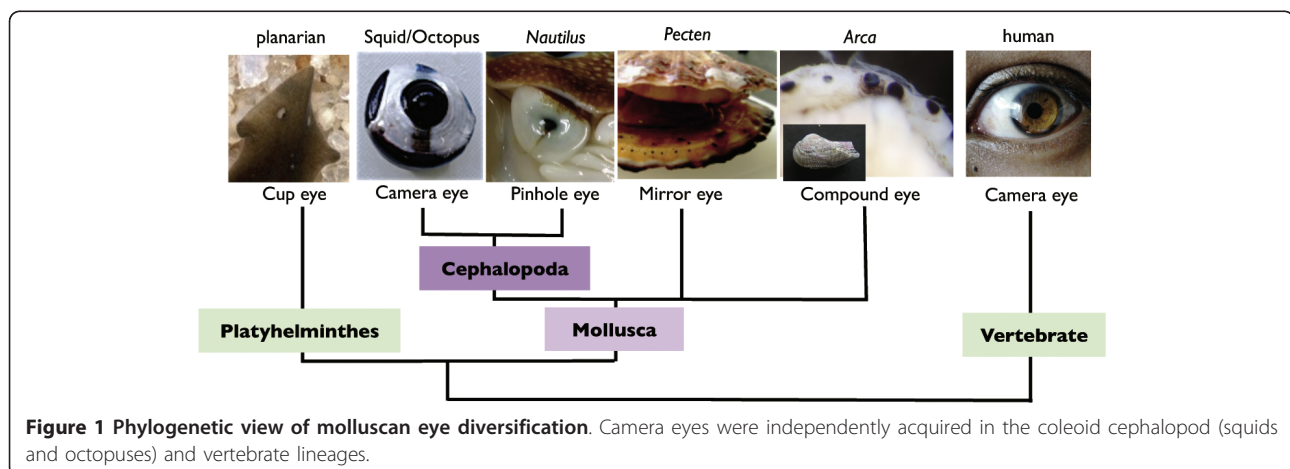 planarian Squid/Octopus Nautilus Pecten Arca human
Cup eye Camera eye Pinhole eye Mirror eye Compound eye Camera eye
Cephalopoda
Platyhelminthes Mollusca Vertebrate
Figure 1 Phylogenetic view of molluscan eye diversification. Camera eyes were independently acquired in the coleoid cephalopod (squids
and octopuses) and vertebrate lineages.